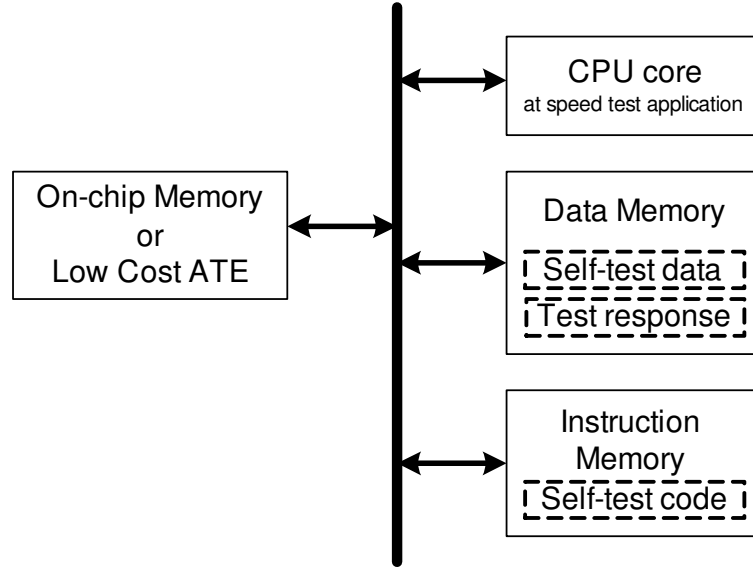 On-chip Memory
or
Low Cost ATE
CPU core
at speed test application
Data Memory
Self-test data
Test response
Instruction
Memory
Self-test code